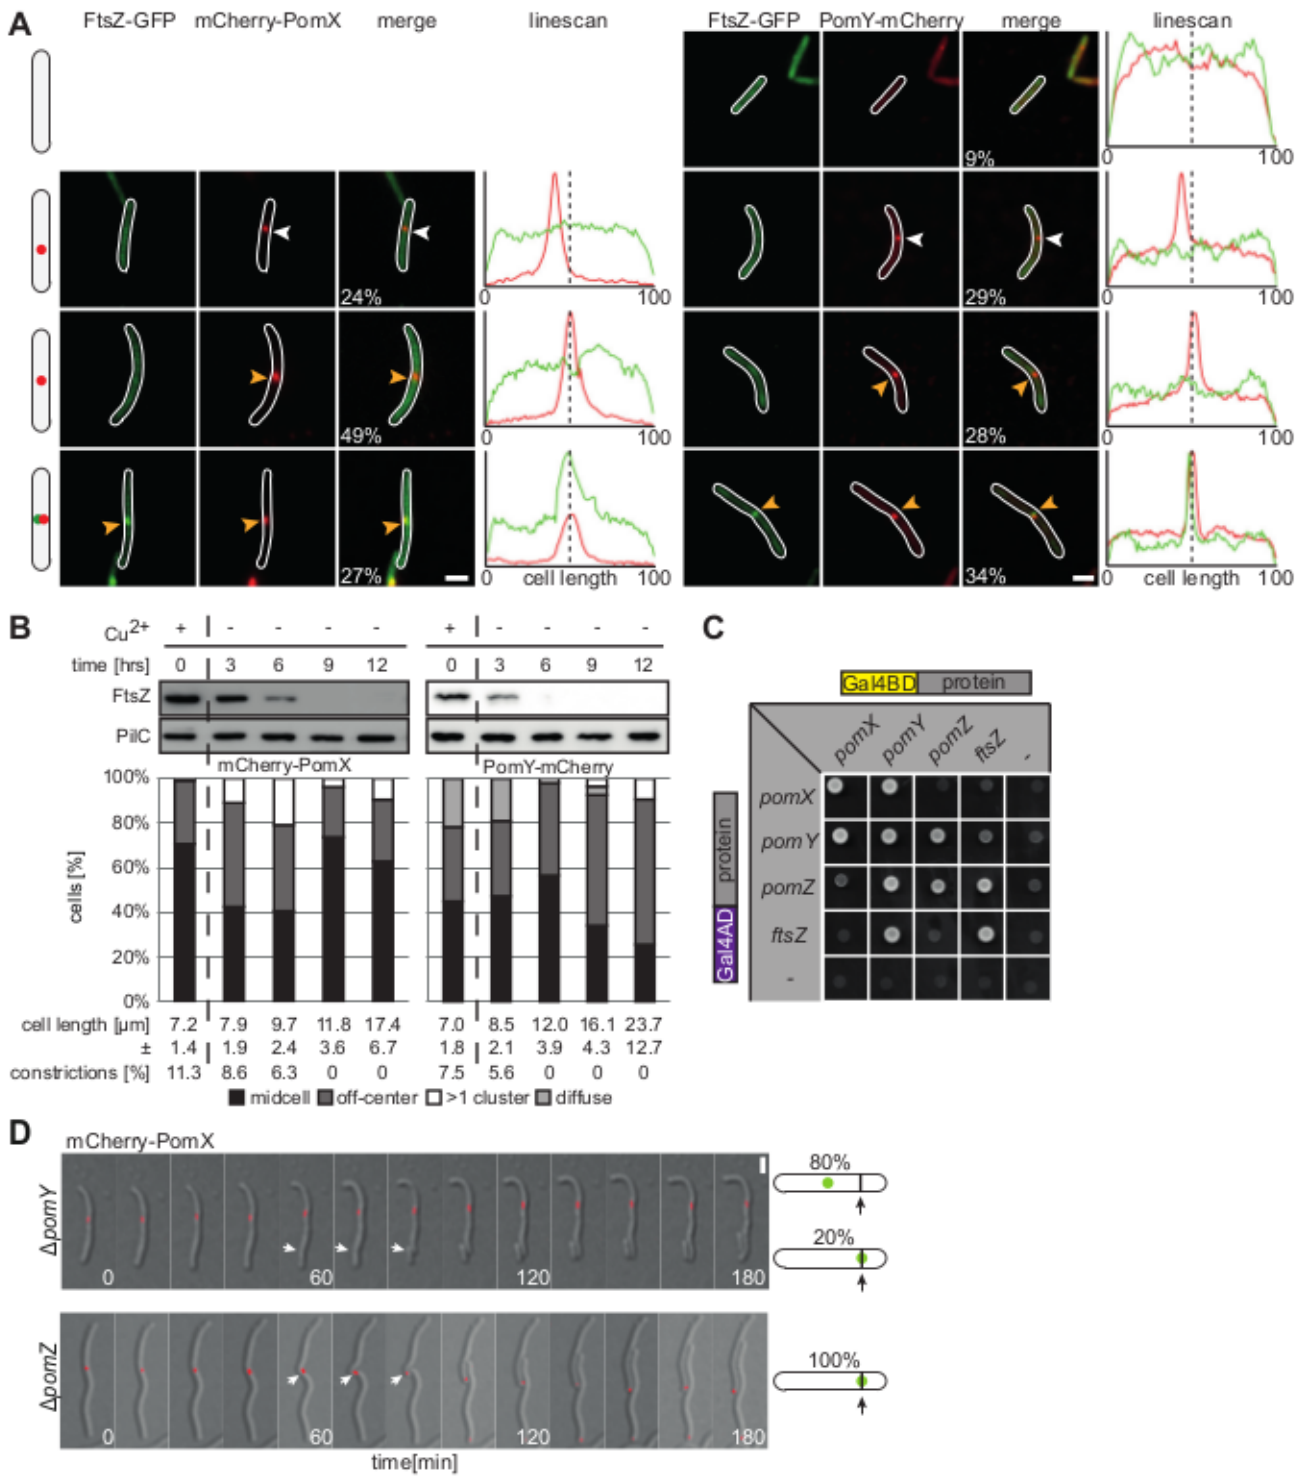 A
FtsZ-GFP mCherry-PomX merge linescan FtsZ-GFP PomY-mCherry merge linescan
9% 0 100
24% 0 100 29% 0 100
49% 0 100 28% 0 100
27% 0 cell length 100 34% 0 cell length 100
B
Cu2+ + - - - - + - - - -
time [hrs] 0 3 6 9 12 0 3 6 9 12
FtsZ
PilC
mCherry-PomX PomY-mCherry
100%
80%
60%
40%
20%
0%
cells [%]
cell length [µm] 7.2 7.9 9.7 11.8 17.4 7.0 8.5 12.0 16.1 23.7
± 1.4 1.9 2.4 3.6 6.7 1.8 2.1 3.9 4.3 12.7
constrictions [%] 11.3 8.6 6.3 0 0 7.5 5.6 0 0 0
midcell off-center >1 cluster diffuse
C
Gal4BD protein
pomX pomY pomZ ftsZ -
Gal4AD protein
pomX
pomY
pomZ
ftsZ
-
D
mCherry-PomX
ΔpomY
0 60 120 180
80%
20%
ΔpomZ
0 60 120 180
100%
time[min]